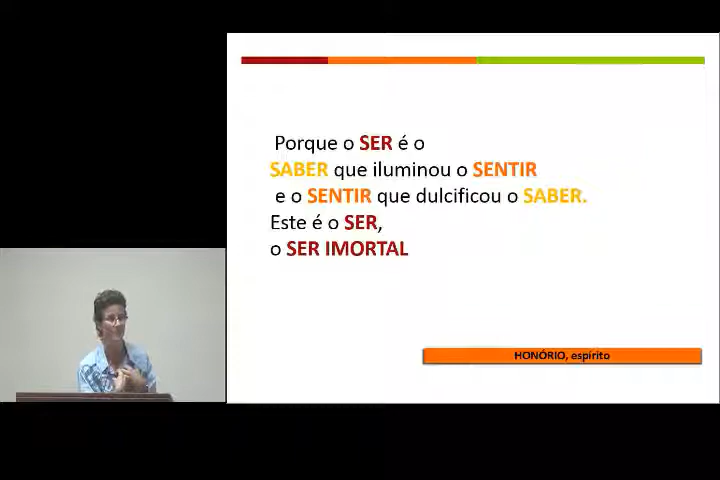 Porque o SER é o
SABER que iluminou o SENTIR
e o SENTIR que dulcificou o SABER.
Este é o SER,
o SER IMORTAL
HONÓRIO, espírito